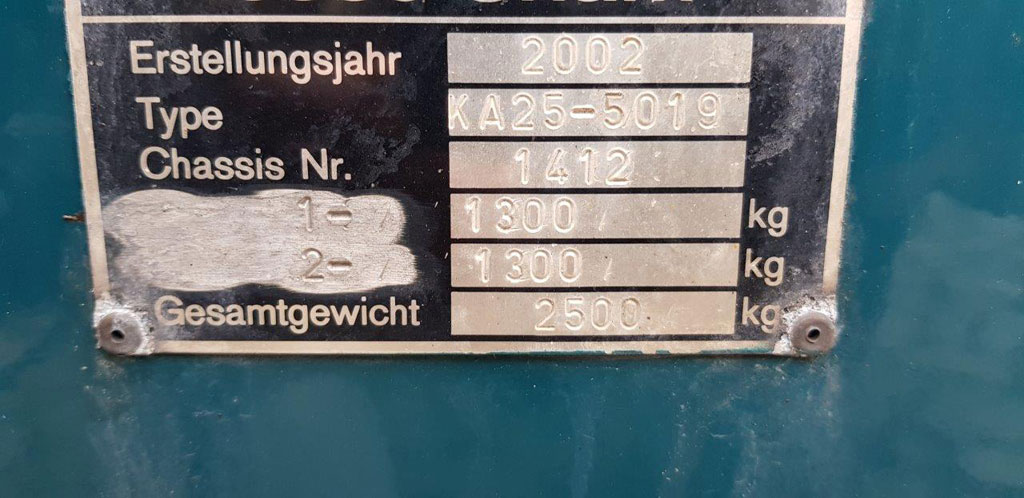 Erstellungsjahr 2002
Type KA25-5019
Chassis Nr. 1412
1- 1300 kg
2- 1300 kg
Gesamtgewicht 2500 kg